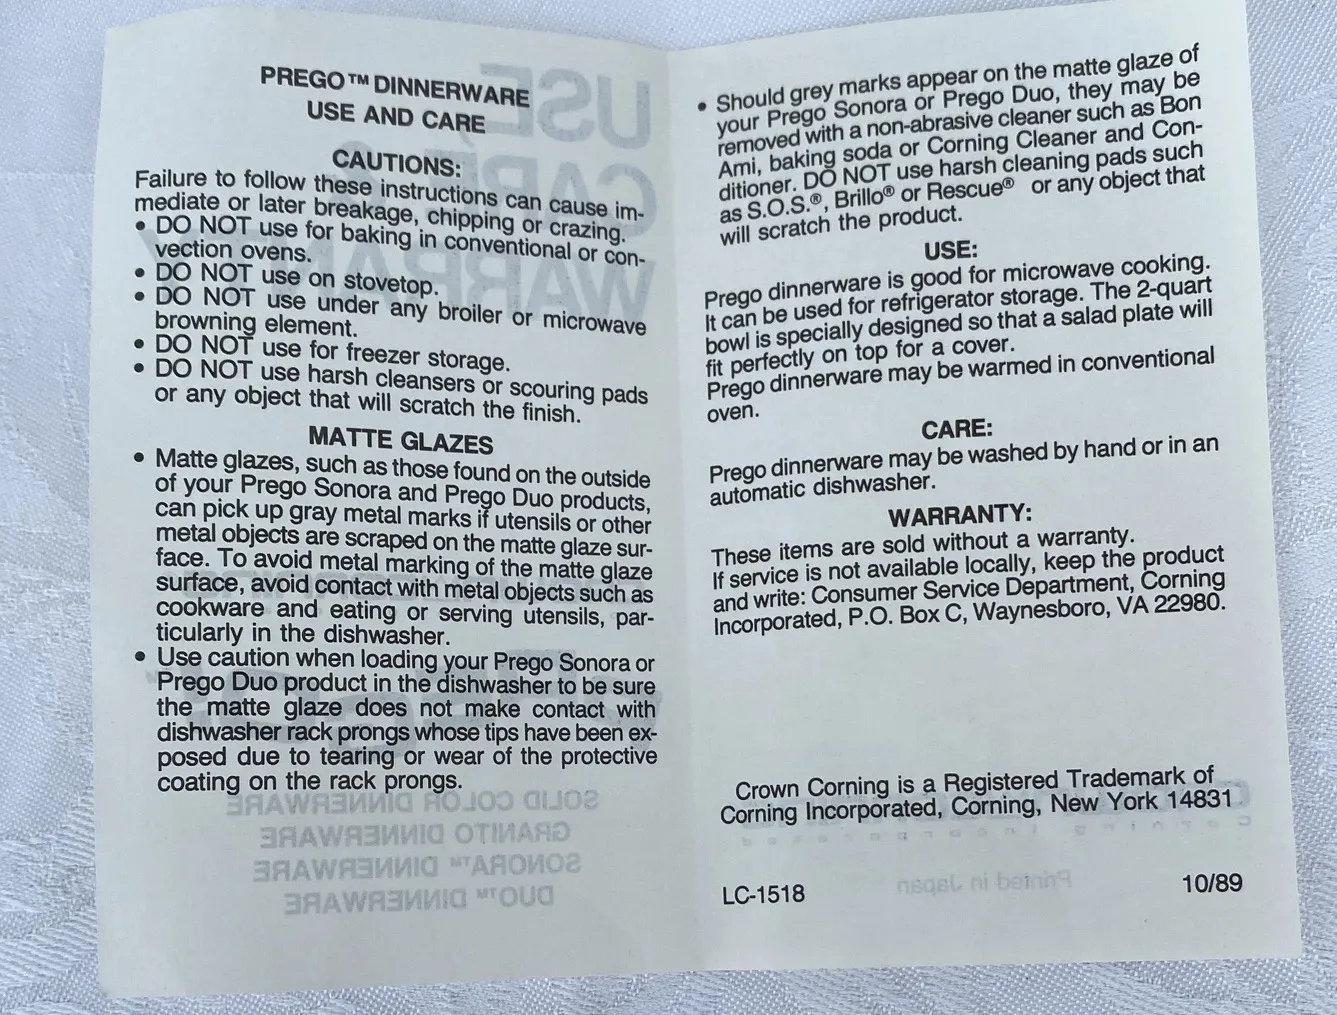 PREGO™ DINNERWARE
USE AND CARE
CAUTIONS:
Failure to follow these instructions can cause im-
mediate or later breakage, chipping or crazing.
• DO NOT use for baking in conventional or con-
vection ovens.
• DO NOT use on stovetop.
• DO NOT use under any broiler or microwave
browning element.
• DO NOT use for freezer storage.
• DO NOT use harsh cleansers or scouring pads
or any object that will scratch the finish.
MATTE GLAZES
• Matte glazes, such as those found on the outside
of your Prego Sonora and Prego Duo products,
can pick up gray metal marks if utensils or other
metal objects are scraped on the matte glaze sur-
face. To avoid metal marking of the matte glaze
surface, avoid contact with metal objects such as
cookware and eating or serving utensils, par-
ticularly in the dishwasher.
• Use caution when loading your Prego Sonora or
Prego Duo product in the dishwasher to be sure
the matte glaze does not make contact with
dishwasher rack prongs whose tips have been ex-
posed due to tearing or wear of the protective
coating on the rack prongs.
SOLID COLOR DINNERWARE
GRANITO DINNERWARE
SONORA™ DINNERWARE
DUO™ DINNERWARE
• Should grey marks appear on the matte glaze of
your Prego Sonora or Prego Duo, they may be
removed with a non-abrasive cleaner such as Bon
Ami, baking soda or Corning Cleaner and Con-
ditioner. DO NOT use harsh cleaning pads such
as S.O.S.®, Brillo® or Rescue® or any object that
will scratch the product.
USE:
Prego dinnerware is good for microwave cooking.
It can be used for refrigerator storage. The 2-quart
bowl is specially designed so that a salad plate will
fit perfectly on top for a cover.
Prego dinnerware may be warmed in conventional
oven.
CARE:
Prego dinnerware may be washed by hand or in an
automatic dishwasher.
WARRANTY:
These items are sold without a warranty.
If service is not available locally, keep the product
and write: Consumer Service Department, Corning
Incorporated, P.O. Box C, Waynesboro, VA 22980.
Crown Corning is a Registered Trademark of
Corning Incorporated, Corning, New York 14831
LC-1518
Printed in Japan
10/89
USE,
CARE &
WARRANTY